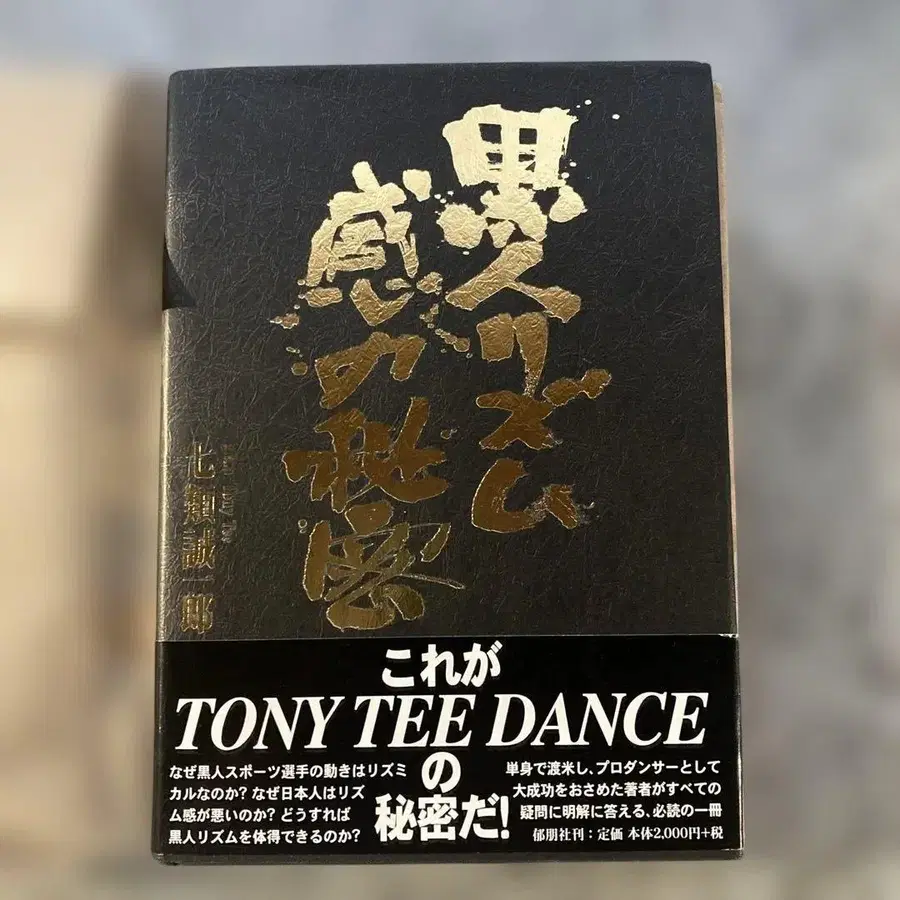 黒人リズム
感の秘密
七類誠一郎
これが
TONY TEE DANCE
の
秘密だ!
なぜ黒人スポーツ選手の動きはリズミ
カルなのか? なぜ日本人はリズ
ム感が悪いのか? どうすれば
黒人リズムを体得できるのか?
単身で渡米し、プロダンサーとして
大成功をおさめた著者がすべての
疑問に明解に答える、必読の一冊
郁朋社刊:定価 本体2,000円+税